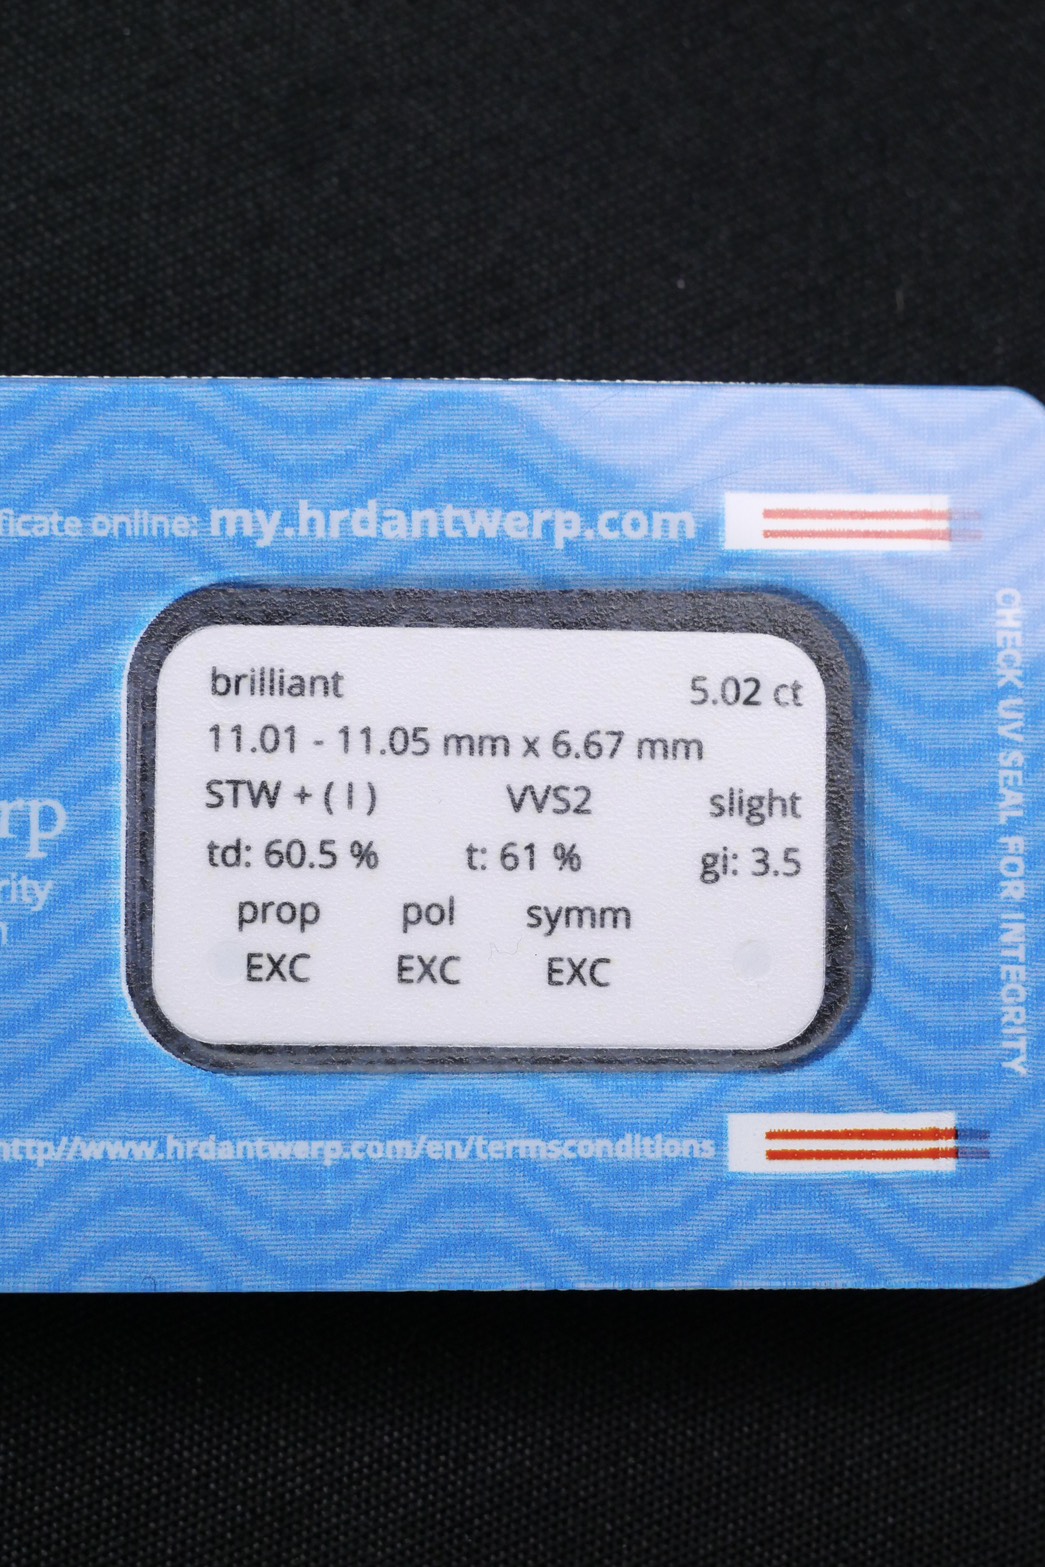 ficate online: my.hrdantwerp.com
brilliant 5.02 ct
11.01 - 11.05 mm x 6.67 mm
STW + ( I ) VVS2 slight
td: 60.5 % t: 61 % gi: 3.5
prop pol symm
EXC EXC EXC
rp
rity
http//www.hrdantwerp.com/en/termsconditions
CHECK UV SEAL FOR INTEGRITY